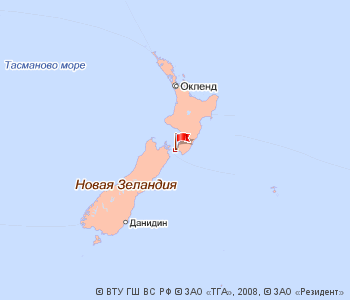 Тасманово море
Окленд
Новая Зеландия
Данидин
© ВТУ ГШ ВС РФ © ЗАО «ТГА», 2008, © ЗАО «Резидент»